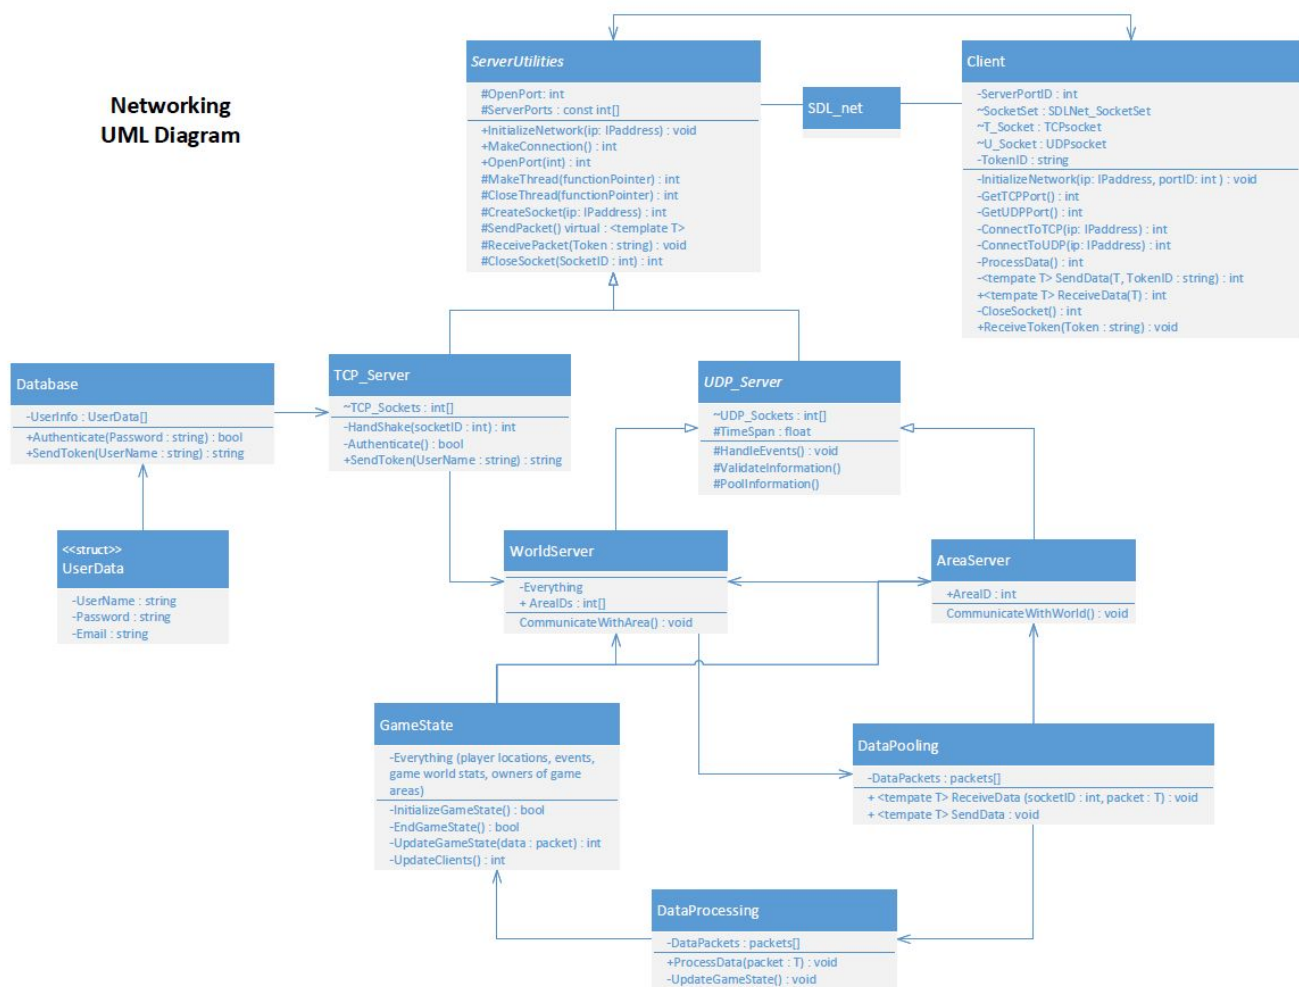 Networking
UML Diagram
ServerUtilities
#OpenPort: int
#ServerPorts : const int[]
+InitializeNetwork(ip: IPaddress) : void
+MakeConnection() : int
+OpenPort(int) : int
#MakeThread(functionPointer) : int
#CloseThread(functionPointer) : int
#CreateSocket(ip: IPaddress) : int
#SendPacket() virtual : <template T>
#ReceivePacket(Token : string) : void
#CloseSocket(SocketID : int) : int
SDL_net
Client
-ServerPortID : int
~SocketSet : SDLNet_SocketSet
~T_Socket : TCPsocket
~U_Socket : UDPsocket
-TokenID : string
-InitializeNetwork(ip: IPaddress, portID: int ) : void
-GetTCPPort() : int
-GetUDPPort() : int
-ConnectToTCP(ip: IPaddress) : int
-ConnectToUDP(ip: IPaddress) : int
-ProcessData() : int
-<tempate T> SendData(T, TokenID : string) : int
+<tempate T> ReceiveData(T) : int
-CloseSocket() : int
+ReceiveToken(Token : string) : void
Database
-UserInfo : UserData[]
+Authenticate(Password : string) : bool
+SendToken(UserName : string) : string
TCP_Server
~TCP_Sockets : int[]
-HandShake(socketID : int) : int
-Authenticate() : bool
+SendToken(UserName : string) : string
UDP_Server
~UDP_Sockets : int[]
#TimeSpan : float
#HandleEvents() : void
#ValidateInformation()
#PoolInformation()
<<struct>>
UserData
-UserName : string
-Password : string
-Email : string
WorldServer
-Everything
+ AreaIDs : int[]
CommunicateWithArea() : void
AreaServer
+AreaID : int
CommunicateWithWorld() : void
GameState
-Everything (player locations, events,
game world stats, owners of game
areas)
-InitializeGameState() : bool
-EndGameState() : bool
-UpdateGameState(data : packet) : int
-UpdateClients() : int
DataPooling
-DataPackets : packets[]
+ <tempate T> ReceiveData (socketID : int, packet : T) : void
+ <tempate T> SendData : void
DataProcessing
-DataPackets : packets[]
+ProcessData(packet : T) : void
-UpdateGameState() : void